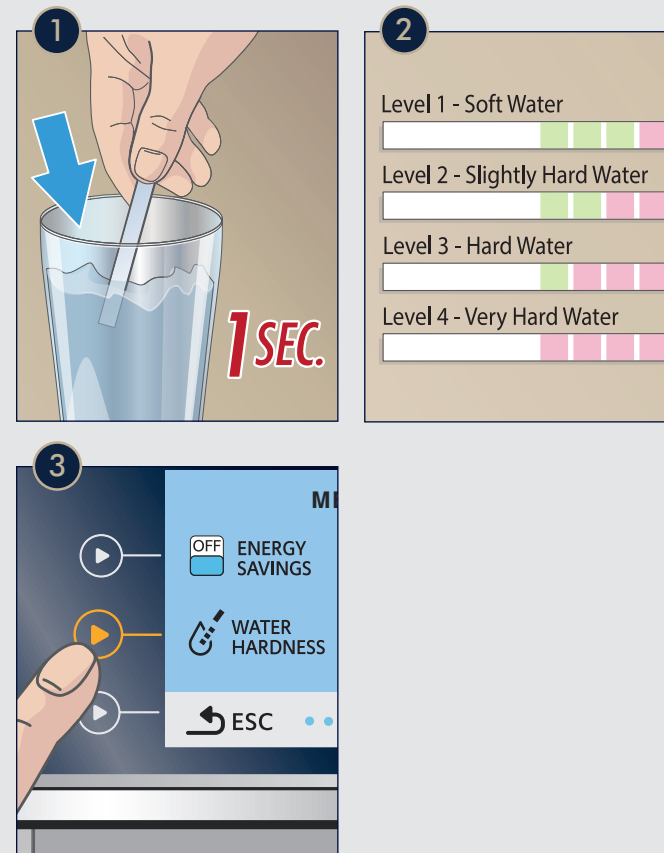 1
1 SEC.
2
Level 1 - Soft Water
Level 2 - Slightly Hard Water
Level 3 - Hard Water
Level 4 - Very Hard Water
3
OFF
ENERGY
SAVINGS
WATER
HARDNESS
ESC